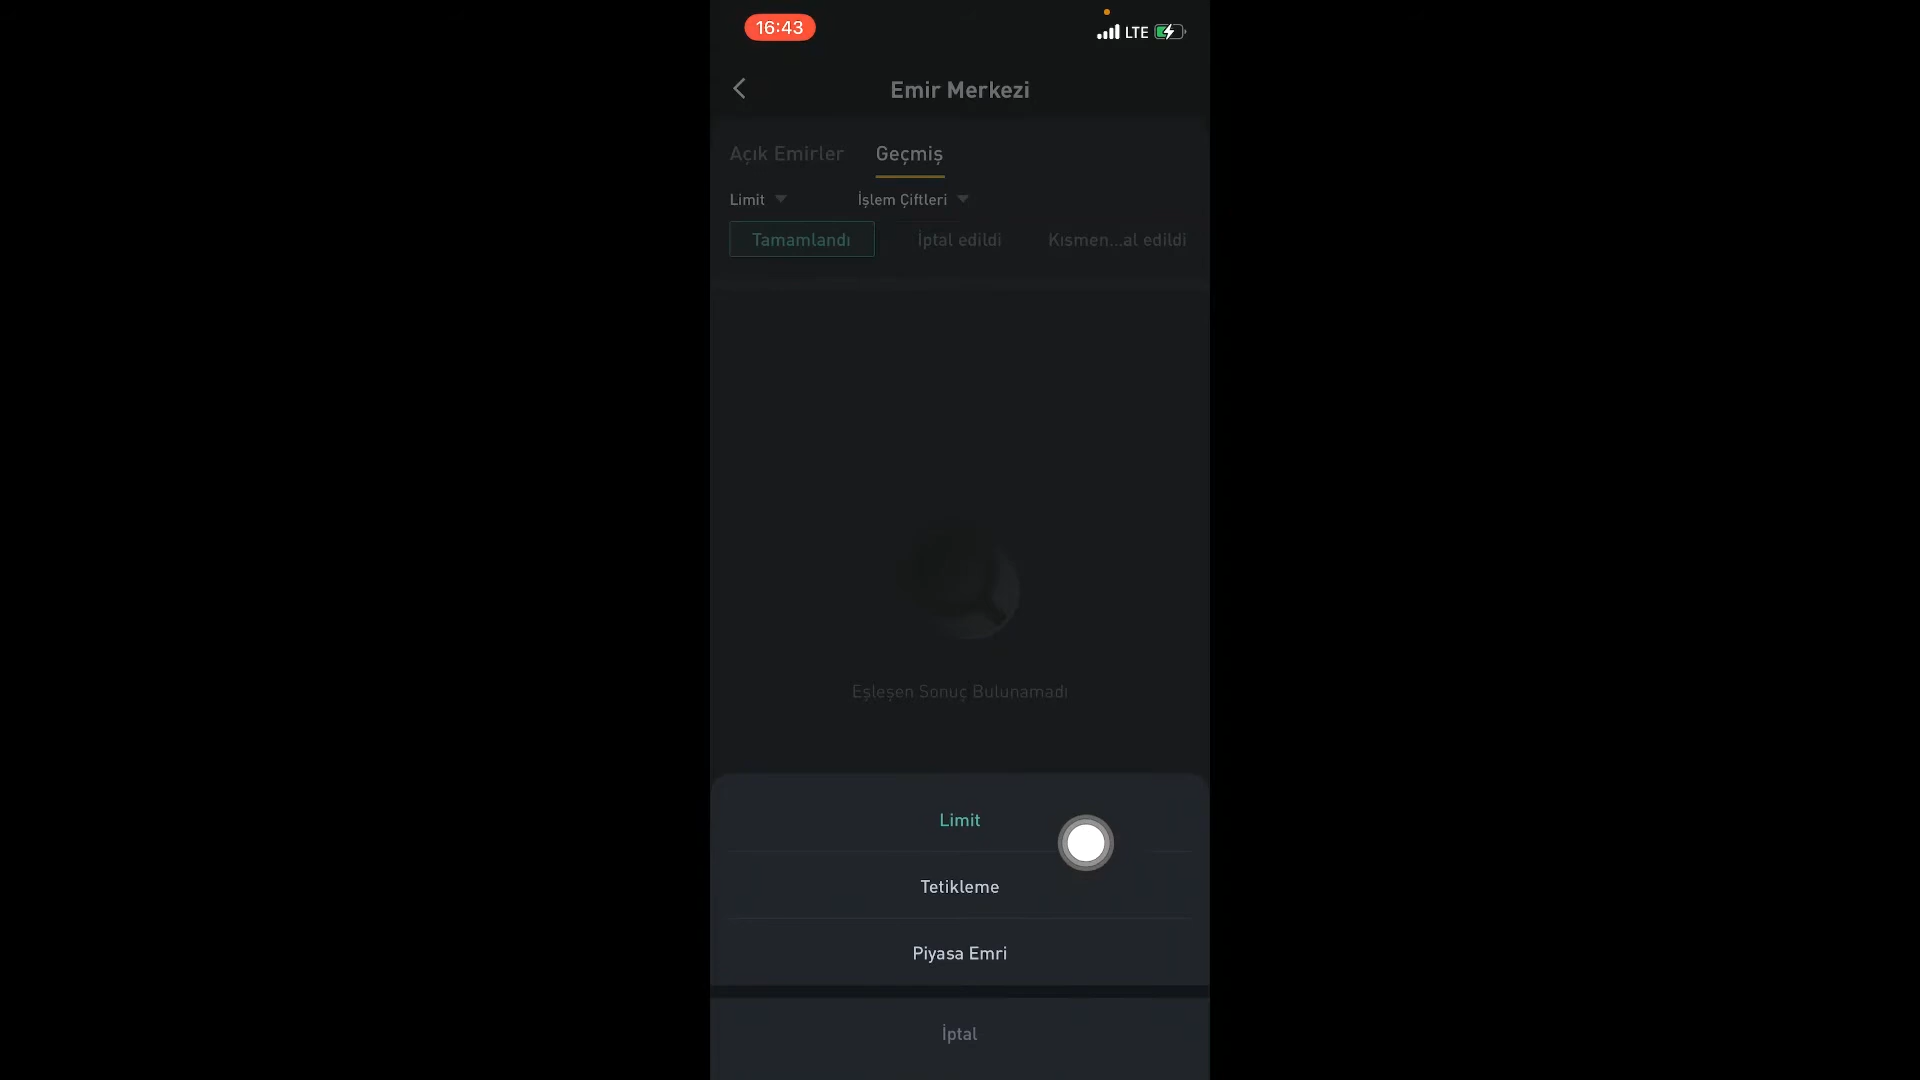 16:43
LTE
Emir Merkezi
Açık Emirler Geçmiş
Limit İşlem Çiftleri
Tamamlandı İptal edildi Kısmen...al edildi
Eşleşen Sonuç Bulunamadı
Limit
Tetikleme
Piyasa Emri
İptal